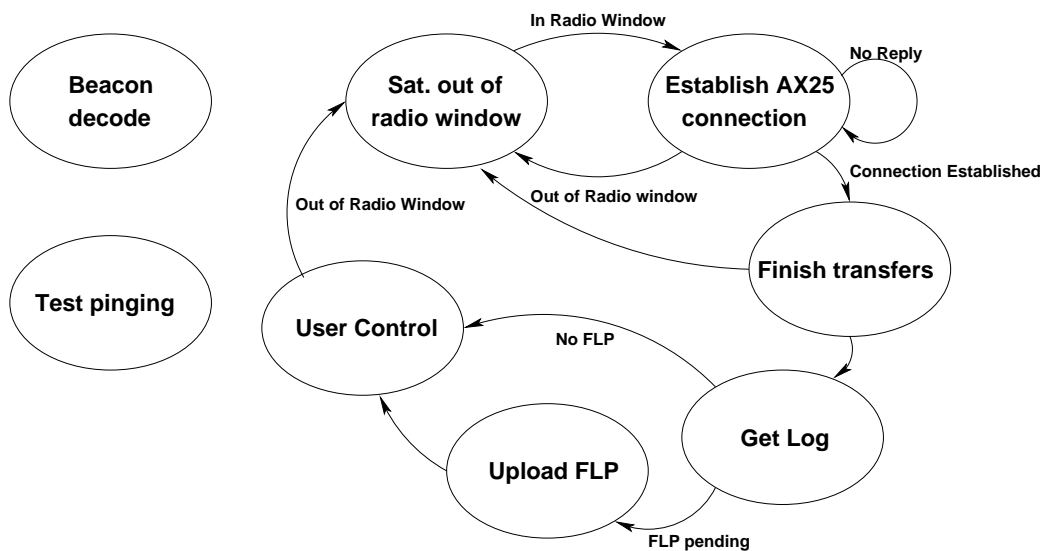 In Radio Window
Beacon
decode
Sat. out of
radio window
Establish AX25
connection
No Reply
Connection Established
Out of Radio Window
Out of Radio window
Finish transfers
Test pinging
User Control
No FLP
Get Log
Upload FLP
FLP pending